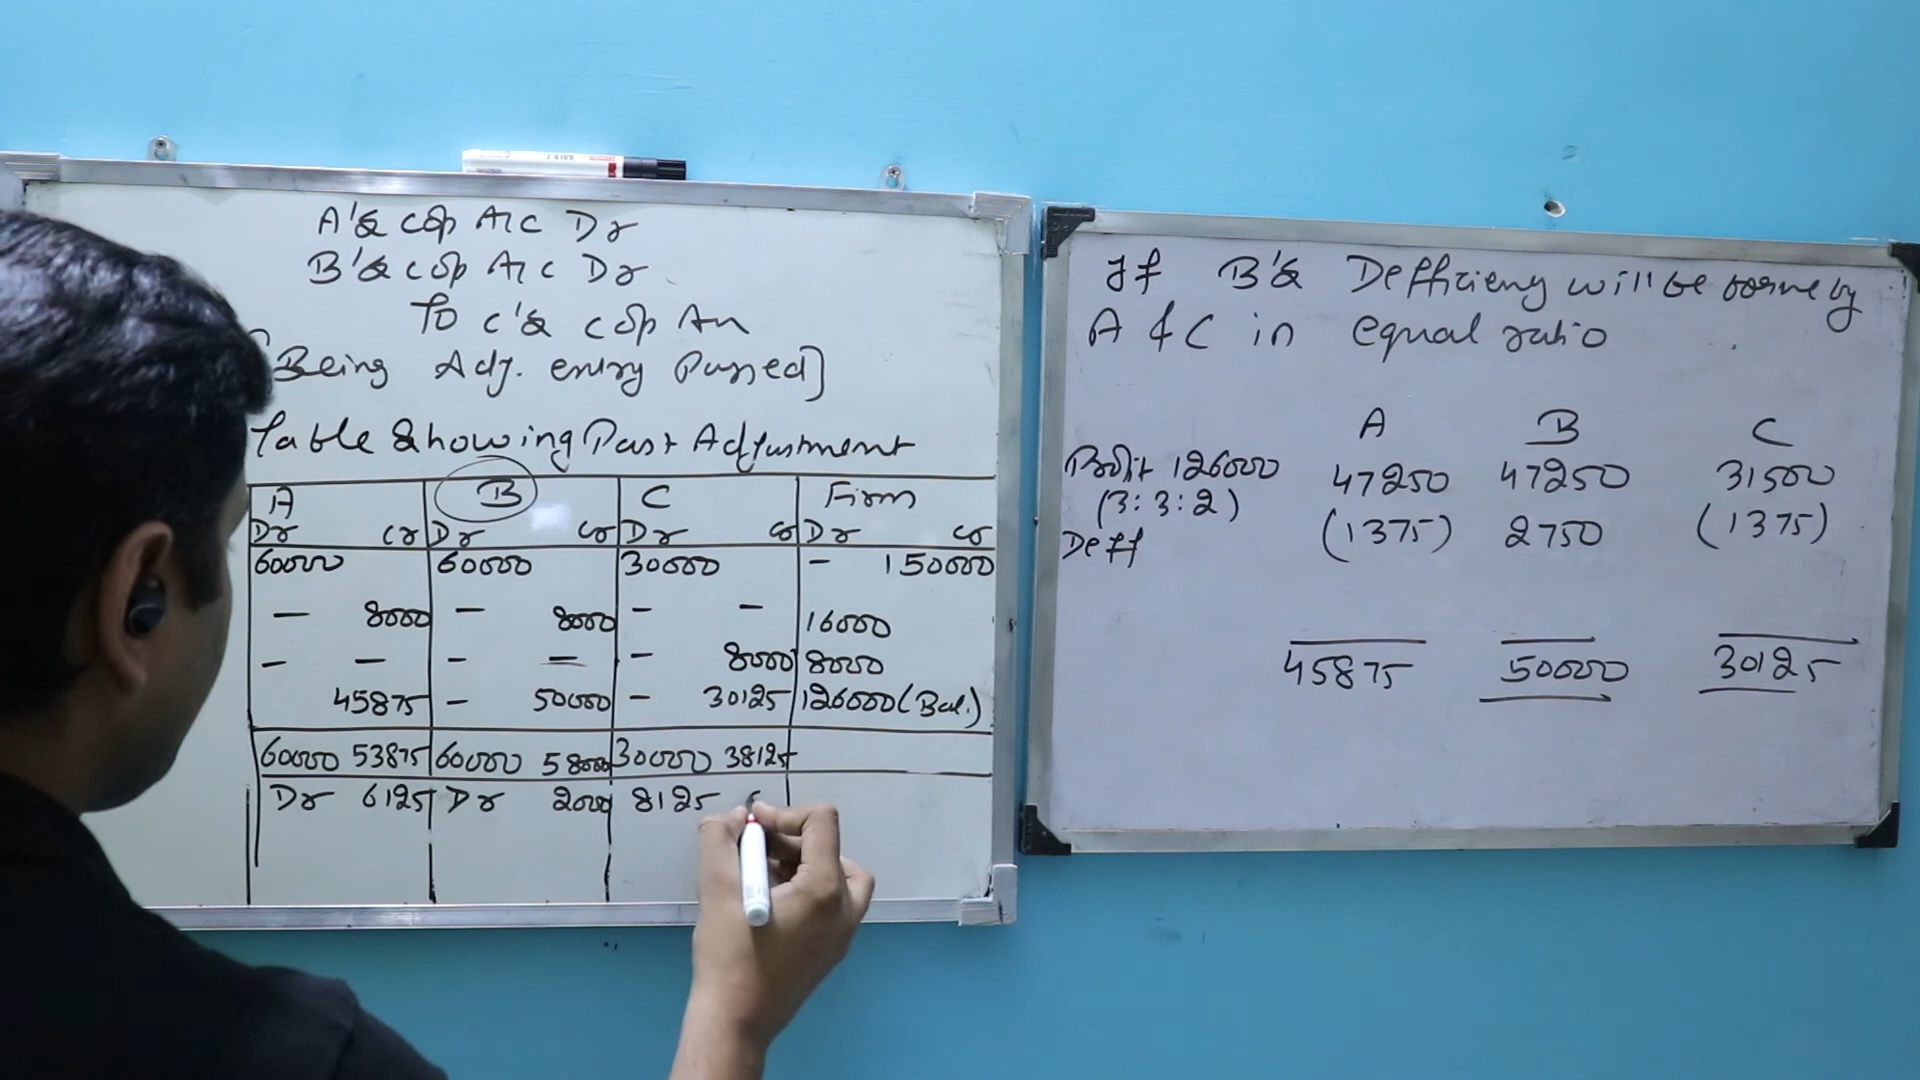 A's Cap A/C Dr
B's Cap A/C Dr
To C's Cap A/c
[Being Adj. entry Passed]
Table Showing Past Adjustment
A B C Firm
Dr Cr Dr Cr Dr Cr Dr Cr
60000 60000 30000 - 150000
- 8000 - 8000 - - 16000
- - - - - 8000 8000
45875 - 50000 - 30125 126000 (Bal.)
60000 53875 60000 58000 30000 38125
Dr 6125 Dr 2000 8125
If B's Defficieny will be borne by
A & C in equal ratio
A B C
Profit 126000 47250 47250 31500
(3:3:2)
Deff (1375) 2750 (1375)
45875 50000 30125